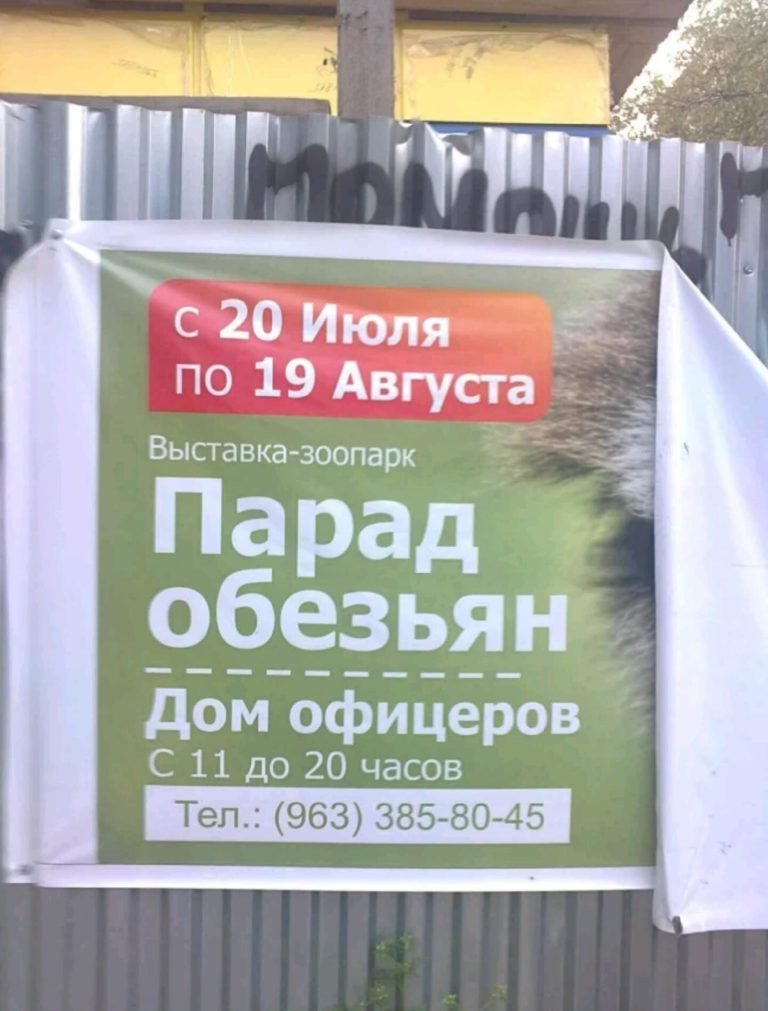 с 20 Июля
по 19 Августа
Выставка-зоопарк
Парад
обезьян
Дом офицеров
С 11 до 20 часов
Тел.: (963) 385-80-45